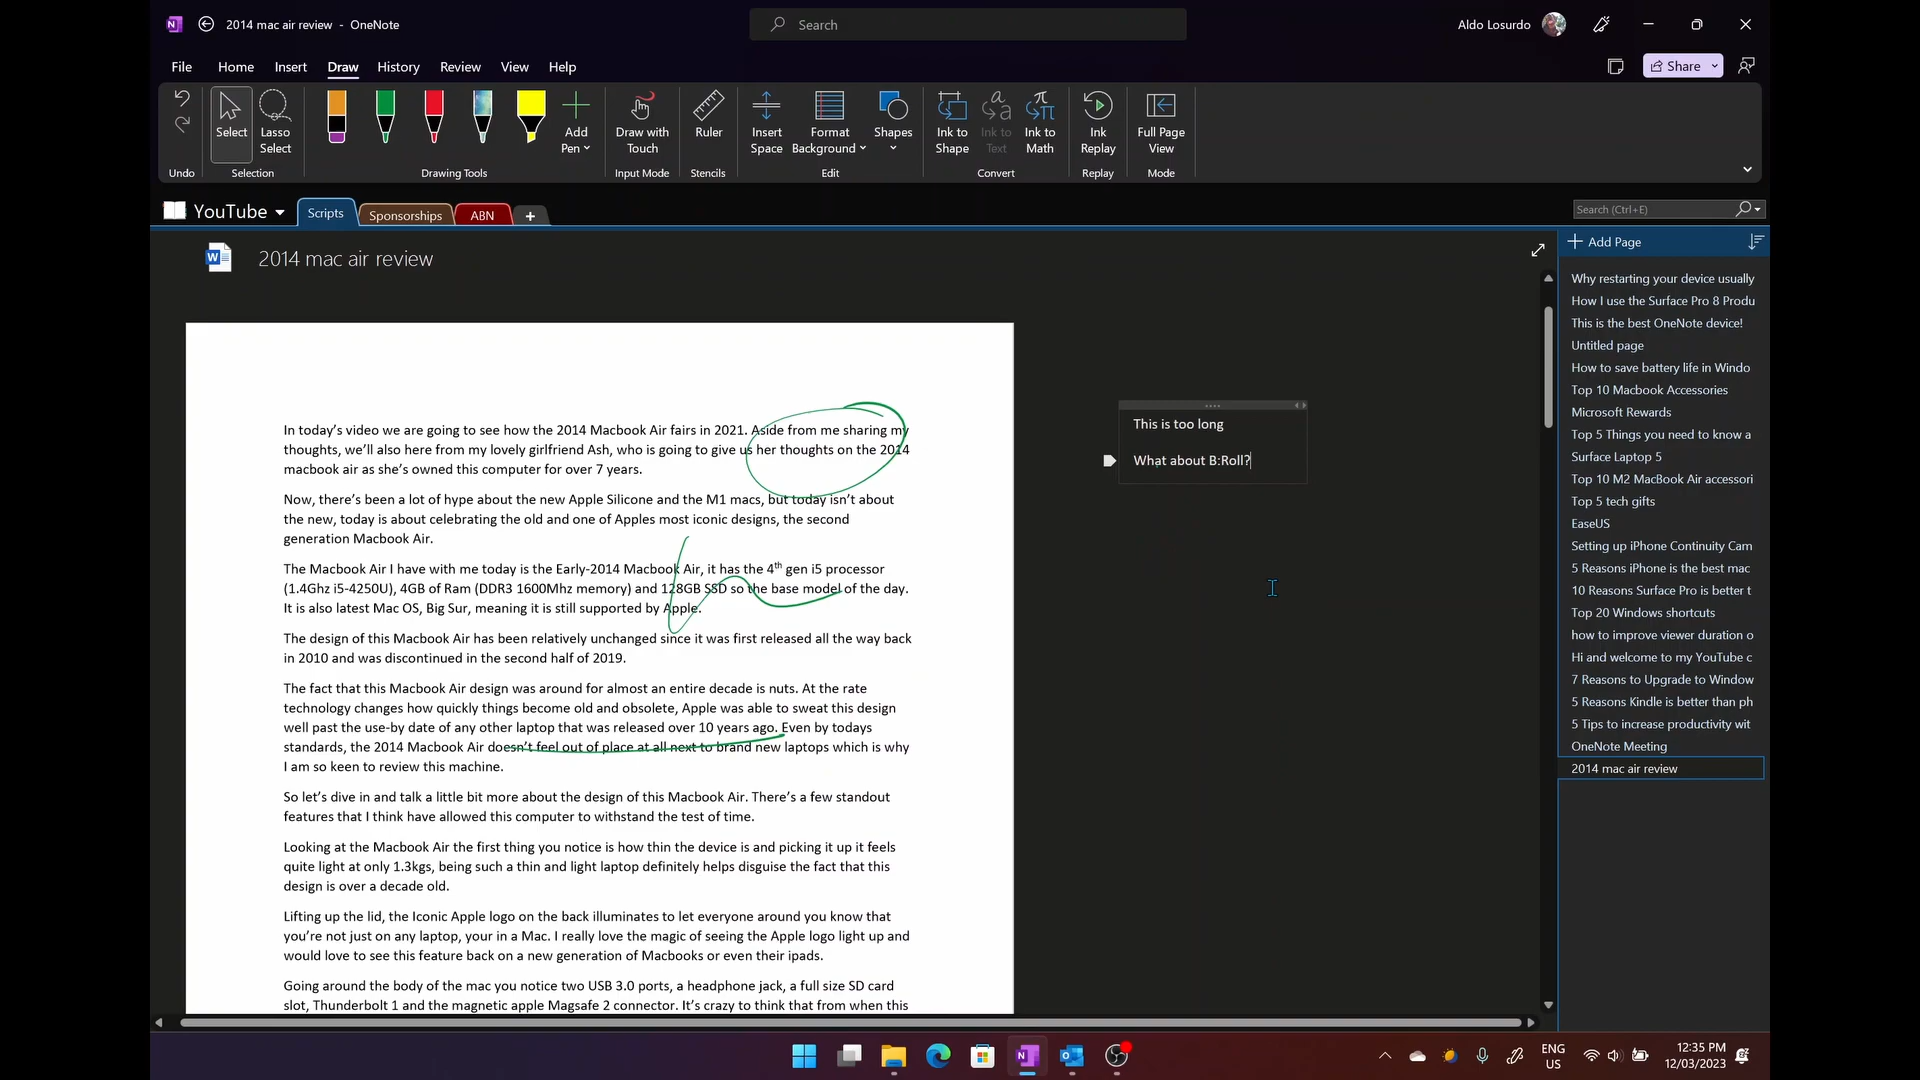 2014 mac air review - OneNote
Search
Aldo Losurdo
File Home Insert Draw History Review View Help
Share
Select
Lasso Select
Add Pen
Draw with Touch
Ruler
Insert Space
Format Background
Shapes
Ink to Shape
Ink to Text
Ink to Math
Ink Replay
Full Page View
Undo
Selection
Drawing Tools
Input Mode
Stencils
Edit
Convert
Replay
Mode
YouTube
Scripts
Sponsorships
ABN
Search (Ctrl+E)
2014 mac air review
In today's video we are going to see how the 2014 Macbook Air fairs in 2021. Aside from me sharing my
thoughts, we'll also here from my lovely girlfriend Ash, who is going to give us her thoughts on the 2014
macbook air as she's owned this computer for over 7 years.
Now, there's been a lot of hype about the new Apple Silicone and the M1 macs, but today isn't about
the new, today is about celebrating the old and one of Apples most iconic designs, the second
generation Macbook Air.
The Macbook Air I have with me today is the Early-2014 Macbook Air, it has the 4th gen i5 processor
(1.4Ghz i5-4250U), 4GB of Ram (DDR3 1600Mhz memory) and 128GB SSD so the base model of the day.
It is also latest Mac OS, Big Sur, meaning it is still supported by Apple.
The design of this Macbook Air has been relatively unchanged since it was first released all the way back
in 2010 and was discontinued in the second half of 2019.
The fact that this Macbook Air design was around for almost an entire decade is nuts. At the rate
technology changes how quickly things become old and obsolete, Apple was able to sweat this design
well past the use-by date of any other laptop that was released over 10 years ago. Even by todays
standards, the 2014 Macbook Air doesn't feel out of place at all next to brand new laptops which is why
I am so keen to review this machine.
So let's dive in and talk a little bit more about the design of this Macbook Air. There's a few standout
features that I think have allowed this computer to withstand the test of time.
Looking at the Macbook Air the first thing you notice is how thin the device is and picking it up it feels
quite light at only 1.3kgs, being such a thin and light laptop definitely helps disguise the fact that this
design is over a decade old.
Lifting up the lid, the Iconic Apple logo on the back illuminates to let everyone around you know that
you're not just on any laptop, your in a Mac. I really love the magic of seeing the Apple logo light up and
would love to see this feature back on a new generation of Macbooks or even their ipads.
Going around the body of the mac you notice two USB 3.0 ports, a headphone jack, a full size SD card
slot, Thunderbolt 1 and the magnetic apple Magsafe 2 connector. It's crazy to think that from when this
This is too long
What about B:Roll?
Add Page
Why restarting your device usually
How I use the Surface Pro 8 Produ
This is the best OneNote device!
Untitled page
How to save battery life in Windo
Top 10 Macbook Accessories
Microsoft Rewards
Top 5 Things you need to know a
Surface Laptop 5
Top 10 M2 MacBook Air accessori
Top 5 tech gifts
EaseUS
Setting up iPhone Continuity Cam
5 Reasons iPhone is the best mac
10 Reasons Surface Pro is better t
Top 20 Windows shortcuts
how to improve viewer duration o
Hi and welcome to my YouTube c
7 Reasons to Upgrade to Window
5 Reasons Kindle is better than ph
5 Tips to increase productivity wit
OneNote Meeting
2014 mac air review
ENG
US
12:35 PM
12/03/2023